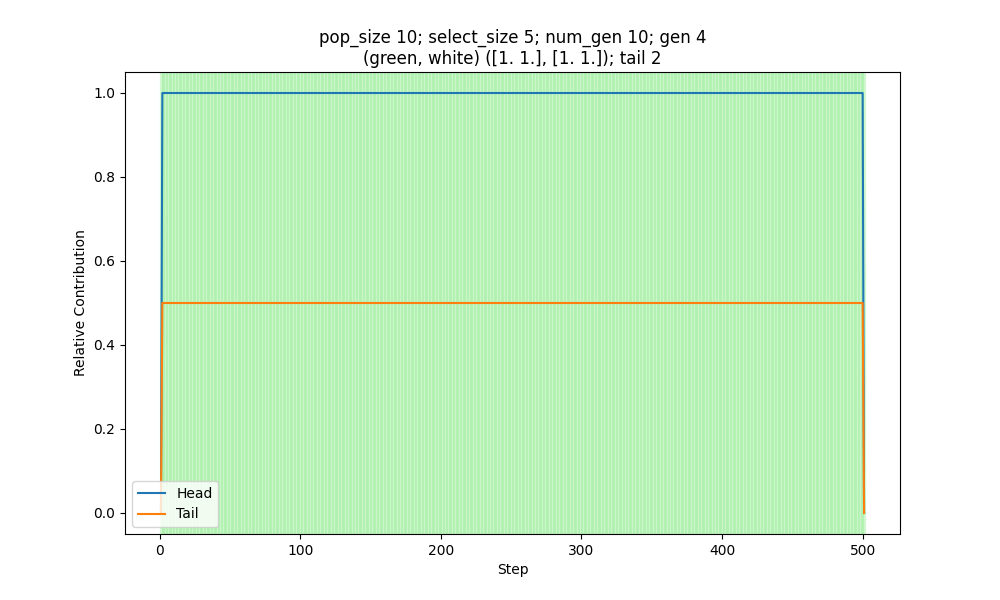 pop_size 10; select_size 5; num_gen 10; gen 4
(green, white) ([1. 1.], [1. 1.]); tail 2
Relative Contribution
1.0
0.8
0.6
0.4
0.2
0.0
Head
Tail
0
100
200
300
400
500
Step